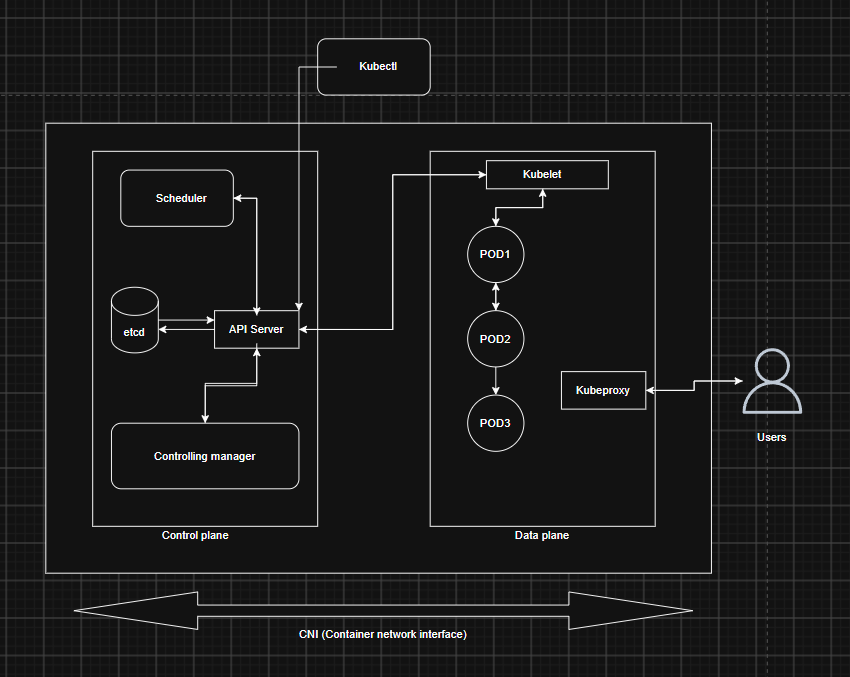 Kubectl
Scheduler
etcd
API Server
Controlling manager
Control plane
Kubelet
POD1
POD2
POD3
Kubeproxy
Data plane
Users
CNI (Container network interface)